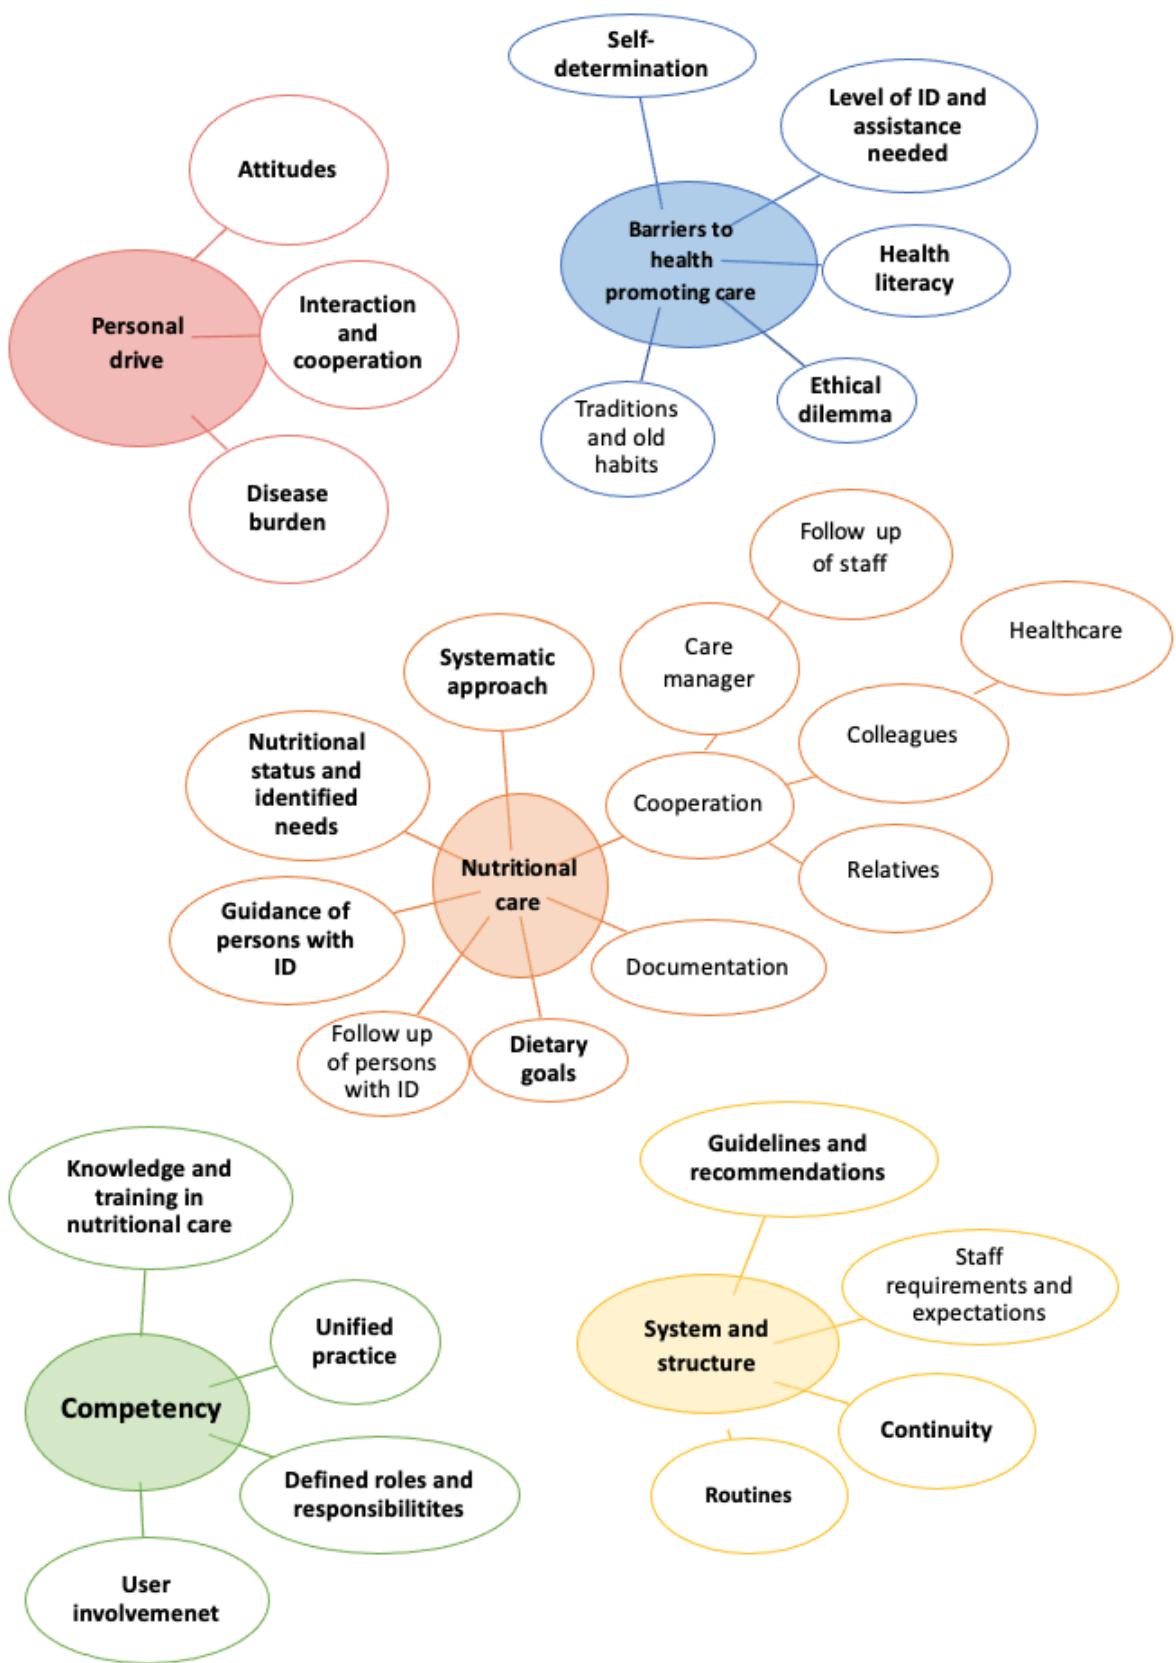 Self-
determination
Level of ID and
assistance
needed
Barriers to
health
promoting care
Health
literacy
Ethical
dilemma
Traditions
and old
habits
Attitudes
Personal
drive
Interaction
and
cooperation
Disease
burden
Follow up
of staff
Healthcare
Care
manager
Colleagues
Cooperation
Relatives
Systematic
approach
Nutritional
status and
identified
needs
Nutritional
care
Guidance of
persons with
ID
Documentation
Follow up
of persons
with ID
Dietary
goals
Knowledge and
training in
nutritional care
Unified
practice
Competency
Defined roles and
responsibilitites
User
involvemenet
Guidelines and
recommendations
Staff
requirements and
expectations
System and
structure
Continuity
Routines